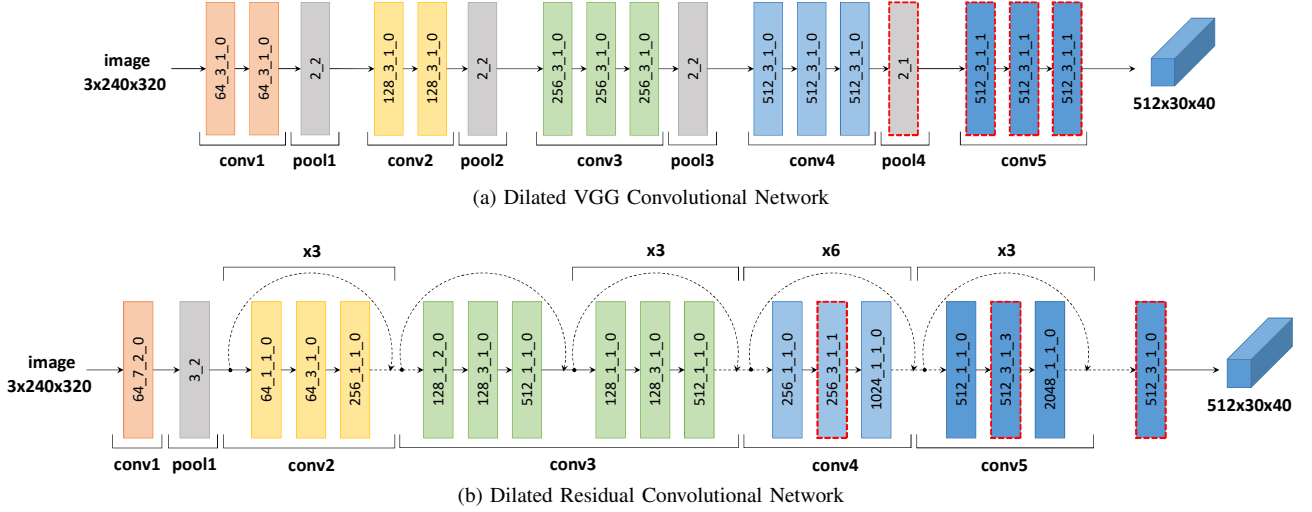 image
3x240x320
64_3_1_0
64_3_1_0
2_2
128_3_1_0
128_3_1_0
2_2
256_3_1_0
256_3_1_0
256_3_1_0
2_2
512_3_1_0
512_3_1_0
512_3_1_0
2_1
512_3_1_1
512_3_1_1
512_3_1_1
512x30x40
conv1
pool1
conv2
pool2
conv3
pool3
conv4
pool4
conv5
(a) Dilated VGG Convolutional Network
x3
x3
x6
x3
image
3x240x320
64_7_2_0
3_2
64_1_1_0
64_3_1_0
256_1_1_0
128_1_2_0
128_3_1_0
512_1_1_0
128_1_1_0
128_3_1_0
512_1_1_0
256_1_1_0
256_3_1_1
1024_1_1_0
512_1_1_0
512_3_1_3
2048_1_1_0
512_3_1_0
512x30x40
conv1
pool1
conv2
conv3
conv4
conv5
(b) Dilated Residual Convolutional Network